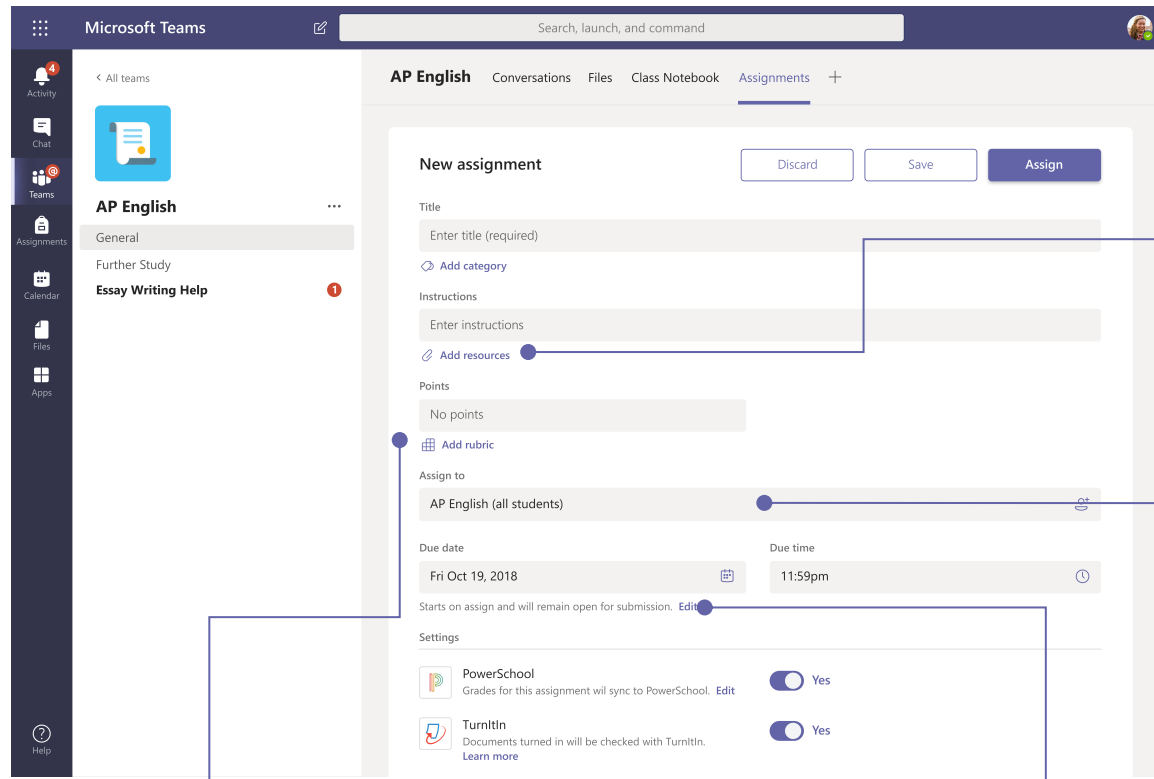 Microsoft Teams
Search, launch, and command
4
Activity
Chat
@
Teams
Assignments
Calendar
Files
Apps
Help
< All teams
AP English
...
General
Further Study
Essay Writing Help
1
AP English Conversations Files Class Notebook Assignments +
New assignment
Discard Save Assign
Title
Enter title (required)
Add category
Instructions
Enter instructions
Add resources
Points
No points
Add rubric
Assign to
AP English (all students)
Due date Due time
Fri Oct 19, 2018 11:59pm
Starts on assign and will remain open for submission. Edit
Settings
PowerSchool
Yes
Grades for this assignment wil sync to PowerSchool. Edit
TurnItIn
Yes
Documents turned in will be checked with TurnItIn.
Learn more